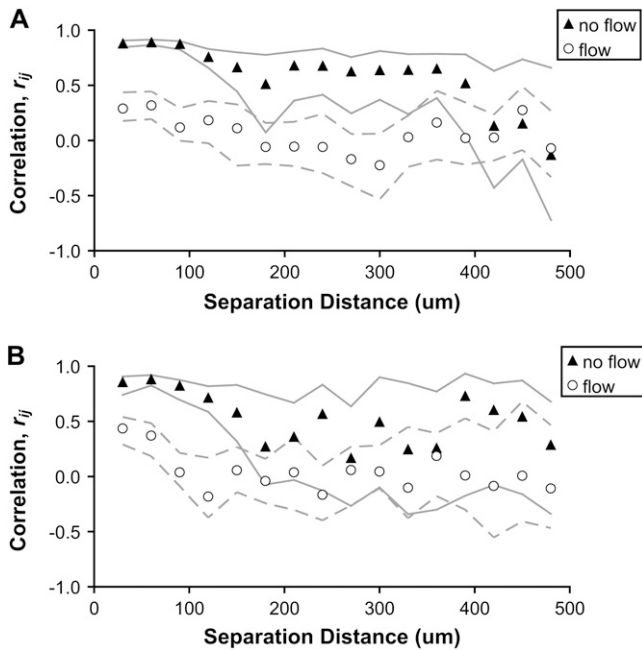 A
1.0
0.5
0.0
-0.5
-1.0
Correlation, rij
0 100 200 300 400 500
Separation Distance (um)
no flow
flow
B
1.0
0.5
0.0
-0.5
-1.0
Correlation, rij
0 100 200 300 400 500
Separation Distance (um)
no flow
flow